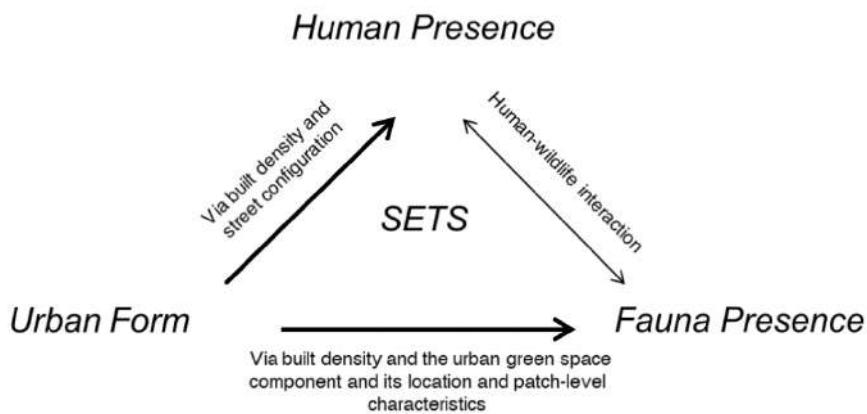 Human Presence
Via built density and
street configuration
Human-wildlife interaction
SETS
Urban Form
Fauna Presence
Via built density and the urban green space
component and its location and patch-level
characteristics